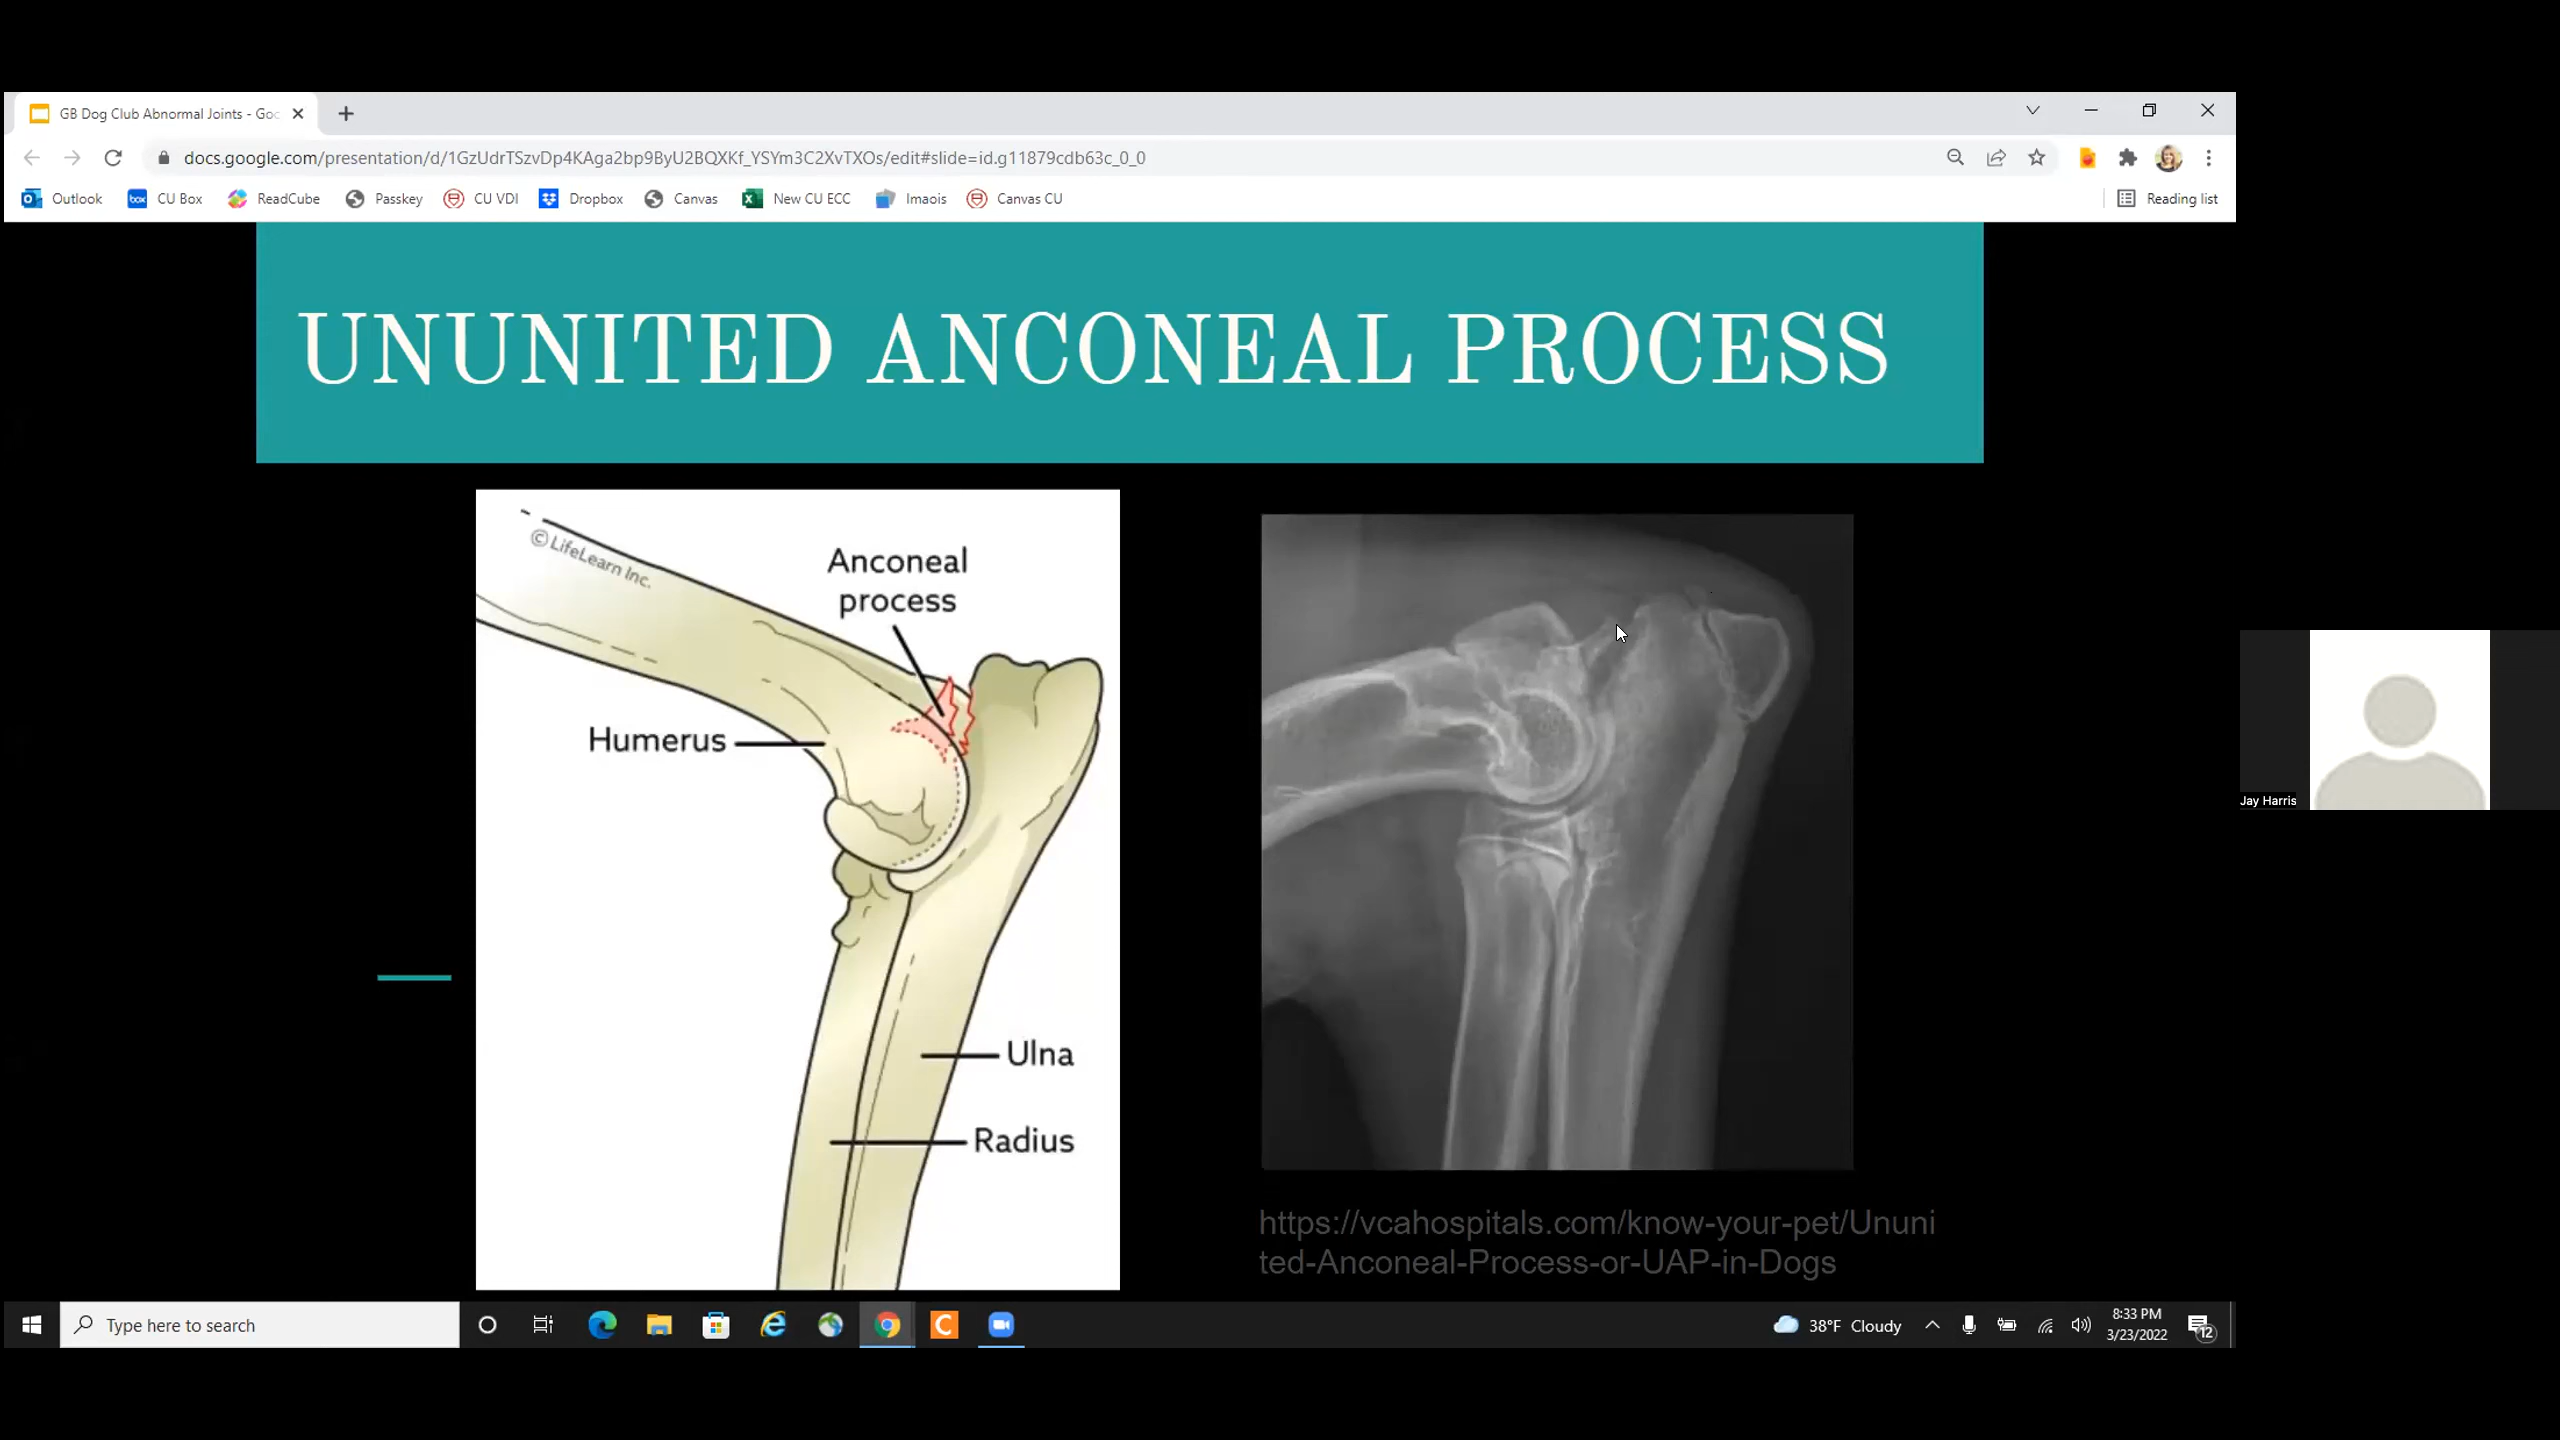 GB Dog Club Abnormal Joints - Goo
docs.google.com/presentation/d/1GzUdrTSzvDp4KAga2bp9ByU2BQXKf_YSYm3C2XvTXOs/edit#slide=id.g11879cdb63c_0_0
Outlook CU Box ReadCube Passkey CU VDI Dropbox Canvas New CU ECC Imaois Canvas CU Reading list
UNUNITED ANCONEAL PROCESS
© LifeLearn Inc.
Anconeal
process
Humerus
Ulna
Radius
https://vcahospitals.com/know-your-pet/Ununi
ted-Anconeal-Process-or-UAP-in-Dogs
Jay Harris
Type here to search
38°F Cloudy
8:33 PM
3/23/2022
12